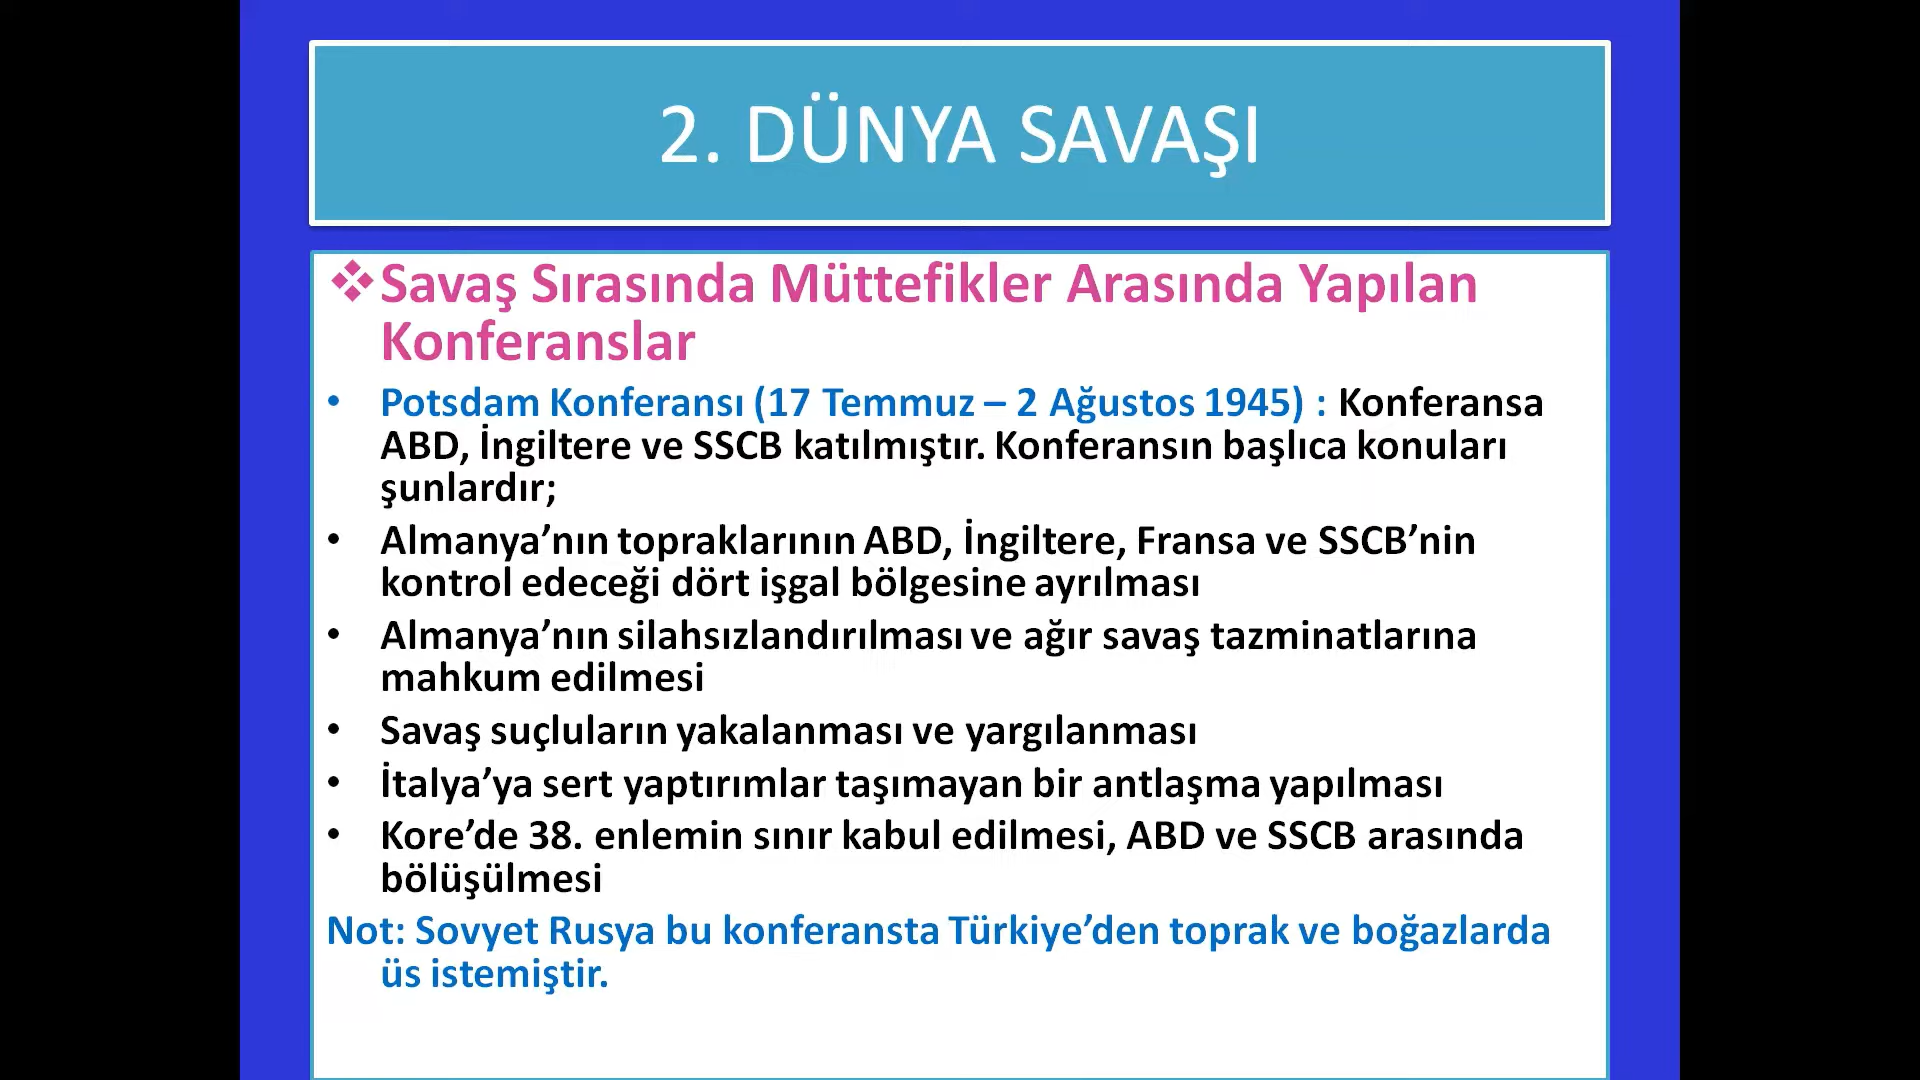 2. DÜNYA SAVAŞI
❖Savaş Sırasında Müttefikler Arasında Yapılan
Konferanslar
• Potsdam Konferansı (17 Temmuz – 2 Ağustos 1945) : Konferansa
ABD, İngiltere ve SSCB katılmıştır. Konferansın başlıca konuları
şunlardır;
• Almanya’nın topraklarının ABD, İngiltere, Fransa ve SSCB’nin
kontrol edeceği dört işgal bölgesine ayrılması
• Almanya’nın silahsızlandırılması ve ağır savaş tazminatlarına
mahkum edilmesi
• Savaş suçluların yakalanması ve yargılanması
• İtalya’ya sert yaptırımlar taşımayan bir antlaşma yapılması
• Kore’de 38. enlemin sınır kabul edilmesi, ABD ve SSCB arasında
bölüşülmesi
Not: Sovyet Rusya bu konferansta Türkiye’den toprak ve boğazlarda
üs istemiştir.